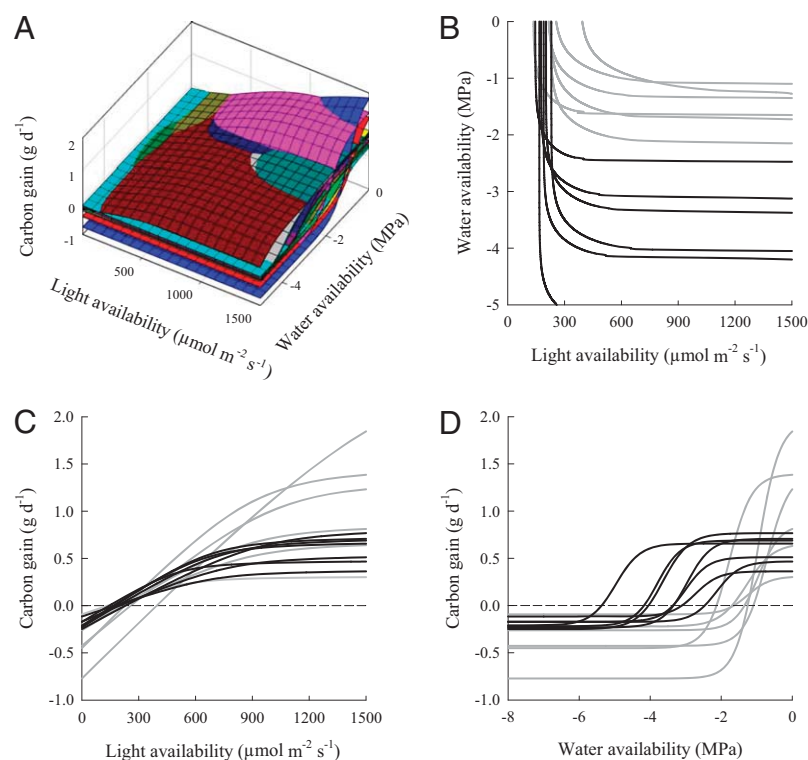 A
Carbon gain (g d⁻¹)
2
1
0
-1
500
1000
1500
Light availability (µmol m⁻² s⁻¹)
0
-2
-4
Water availability (MPa)
B
Water availability (MPa)
0
-1
-2
-3
-4
-5
0 300 600 900 1200 1500
Light availability (µmol m⁻² s⁻¹)
C
Carbon gain (g d⁻¹)
2.0
1.5
1.0
0.5
0.0
-0.5
-1.0
0 300 600 900 1200 1500
Light availability (µmol m⁻² s⁻¹)
D
Carbon gain (g d⁻¹)
2.0
1.5
1.0
0.5
0.0
-0.5
-1.0
-8 -6 -4 -2 0
Water availability (MPa)